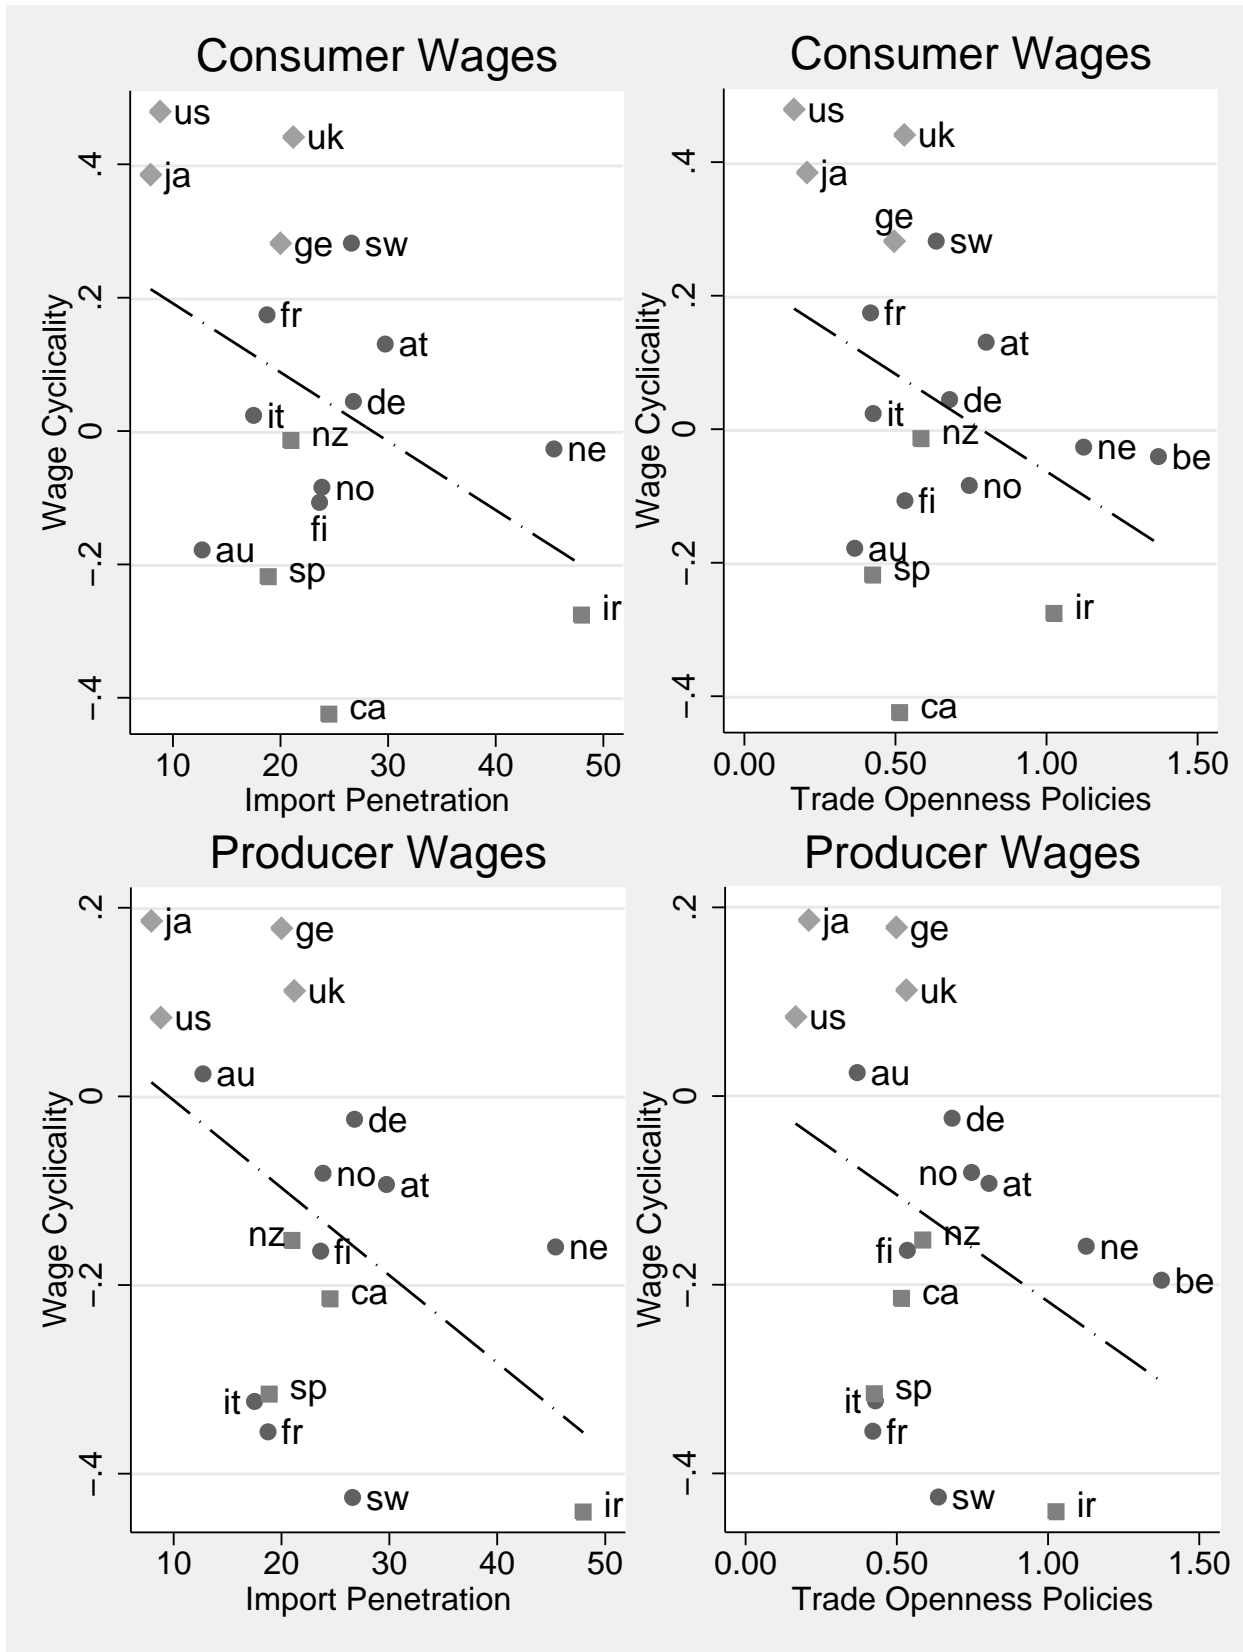 Consumer Wages
Wage Cyclicality
.4
.2
0
−.2
−.4
us
uk
ja
ge
sw
fr
at
de
it
nz
ne
no
fi
au
sp
ir
ca
10 20 30 40 50
Import Penetration
Consumer Wages
Wage Cyclicality
.4
.2
0
−.2
−.4
us
uk
ja
ge
sw
fr
at
de
it
nz
ne
be
no
fi
au
sp
ir
ca
0.00 0.50 1.00 1.50
Trade Openness Policies
Producer Wages
Wage Cyclicality
.2
0
−.2
−.4
ja
ge
uk
us
au
de
no
at
nz
fi
ne
ca
sp
it
fr
sw
ir
10 20 30 40 50
Import Penetration
Producer Wages
Wage Cyclicality
.2
0
−.2
−.4
ja
ge
uk
us
au
de
no
at
nz
fi
ne
be
ca
sp
it
fr
sw
ir
0.00 0.50 1.00 1.50
Trade Openness Policies